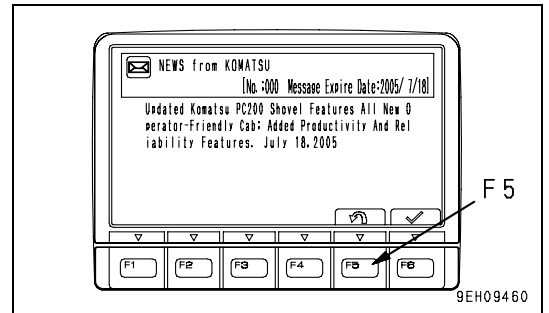 NEWS from KOMATSU
[No. :000 Message Expire Date:2005/ 7/18]
Updated Komatsu PC200 Shovel Features All New O
perator-Friendly Cab; Added Productivity And Rel
iability Features. July 18,2005
F5
F1 F2 F3 F4 F5 F6
9EH09460